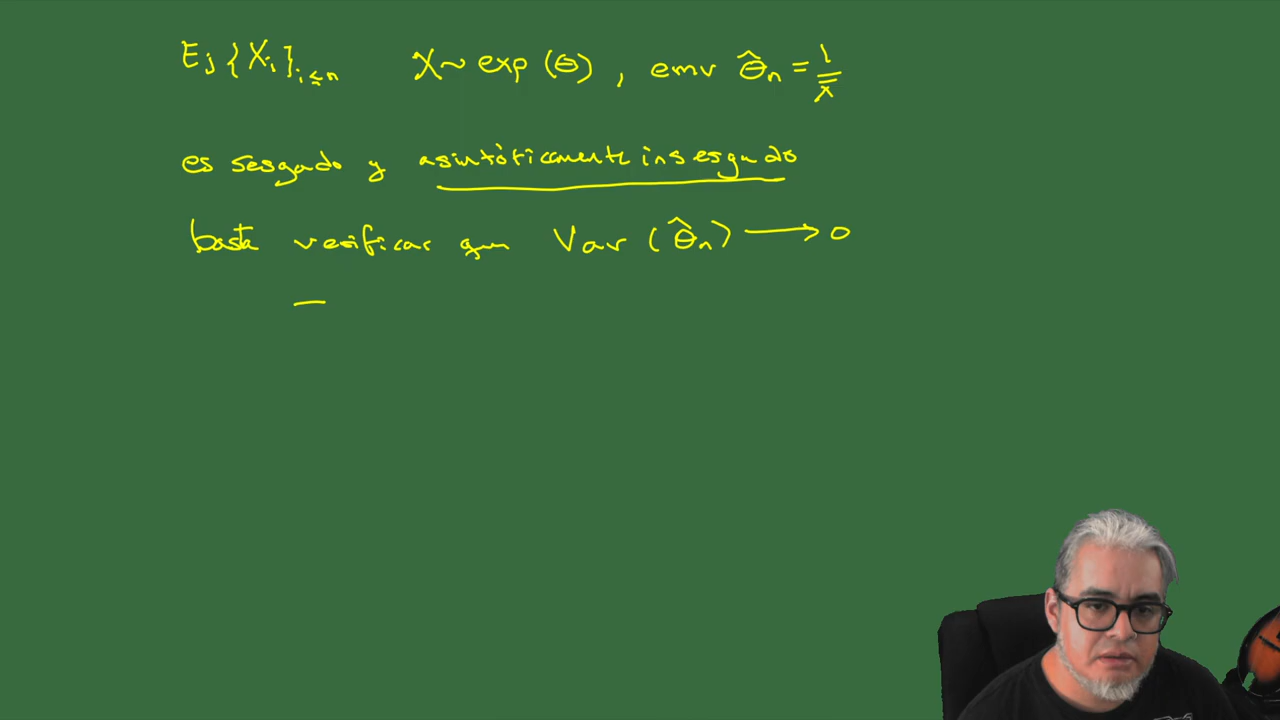 Ej {Xᵢ}ᵢ≤ₙ X ~ exp (θ) , emv θ̂ₙ = 1/x̄
es sesgado y asintóticamente insesgado
basta verificar que Var (θ̂ₙ) ⟶ 0